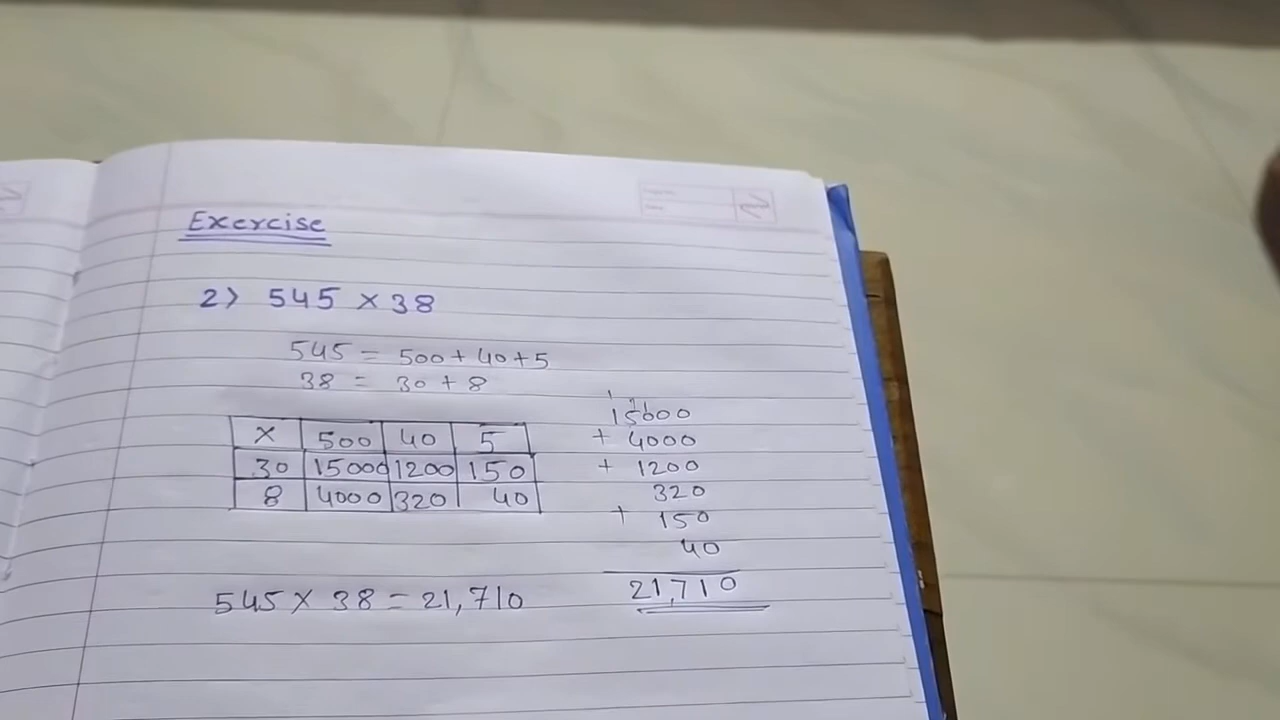 Exercise
2) 545 × 38
545 = 500 + 40 + 5
38 = 30 + 8
× 500 40 5
30 15000 1200 150
8 4000 320 40
15000
+ 4000
+ 1200
320
+ 150
40
21,710
545 × 38 = 21,710